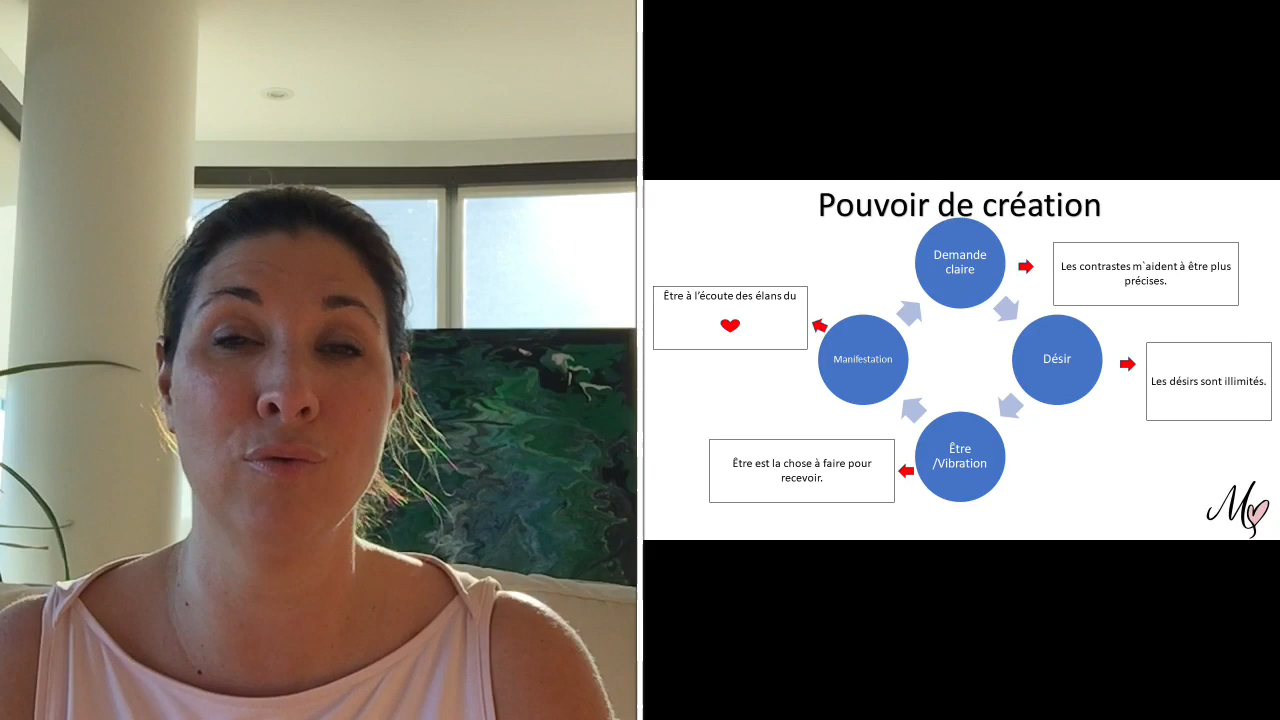 Pouvoir de création
Demande
claire
Les contrastes m`aident à être plus
précises.
Être à l'écoute des élans du
Manifestation
Désir
Les désirs sont illimités.
Être
/Vibration
Être est la chose à faire pour
recevoir.